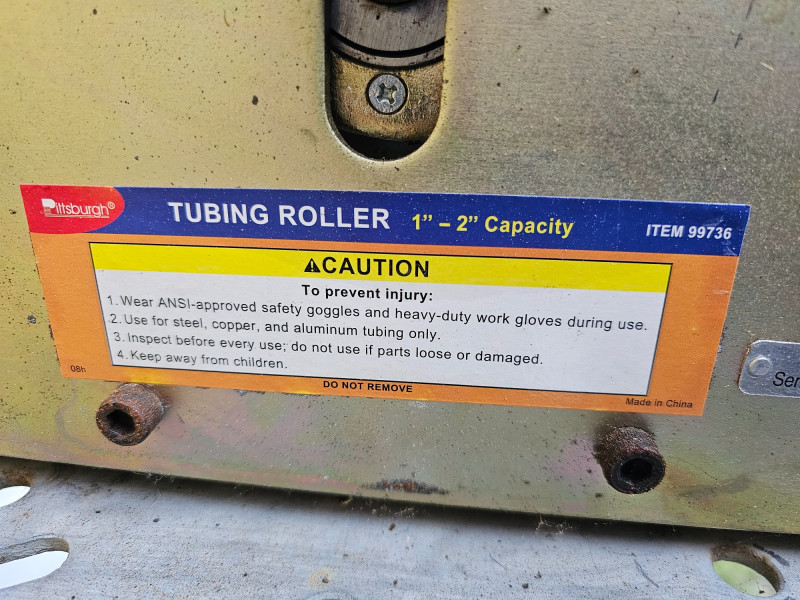 Pittsburgh®
TUBING ROLLER 1” – 2” Capacity
ITEM 99736
⚠CAUTION
To prevent injury:
1. Wear ANSI-approved safety goggles and heavy-duty work gloves during use.
2. Use for steel, copper, and aluminum tubing only.
3. Inspect before every use; do not use if parts loose or damaged.
4. Keep away from children.
08h
DO NOT REMOVE
Made in China
Ser